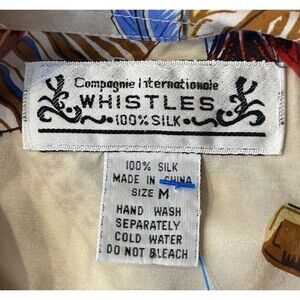 Compagnie Internationale
WHISTLES
100% SILK
100% SILK
MADE IN CHINA
SIZE M
HAND WASH
SEPARATELY
COLD WATER
DO NOT BLEACH